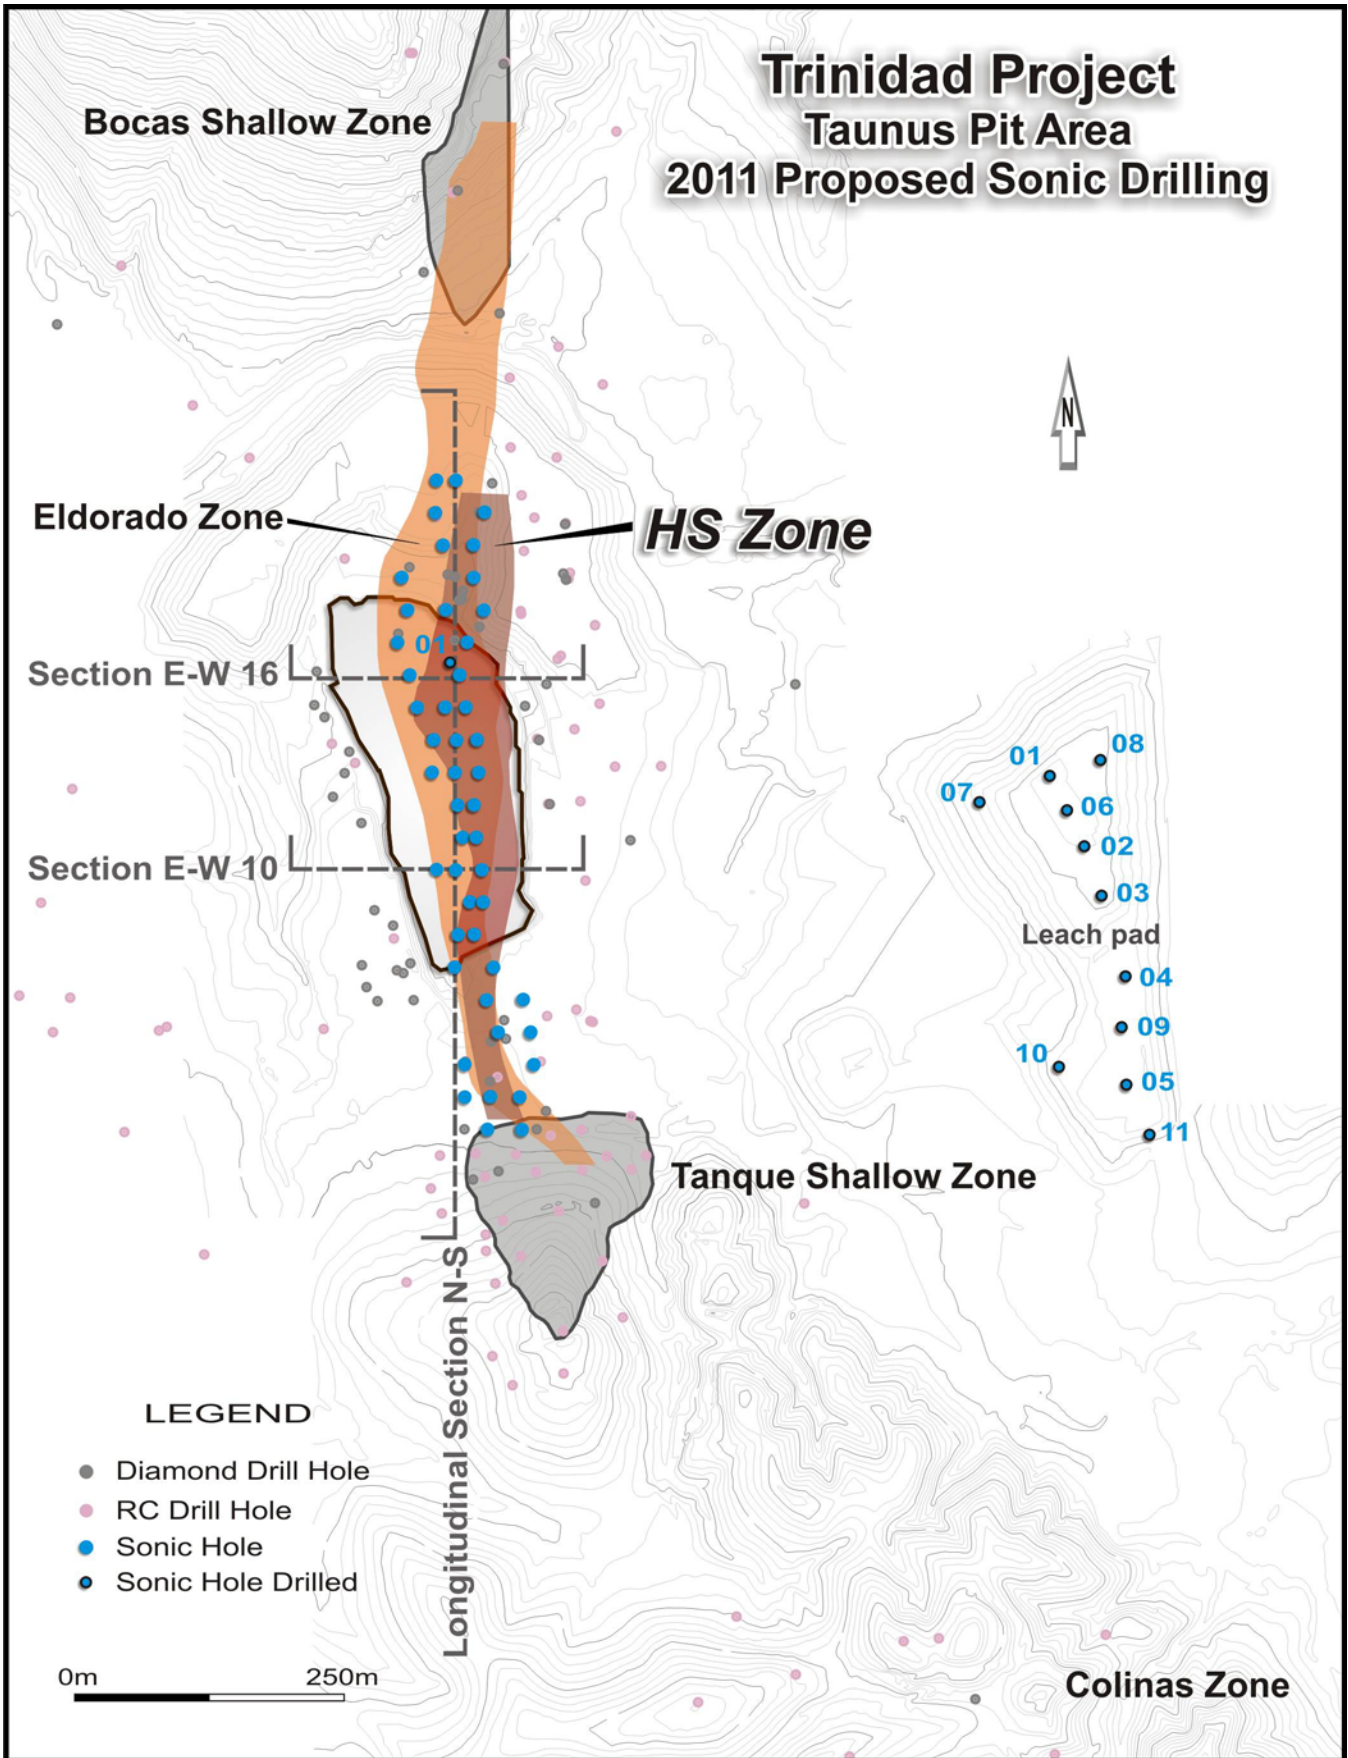 Trinidad Project
Taunus Pit Area
2011 Proposed Sonic Drilling
Bocas Shallow Zone
N
Eldorado Zone
HS Zone
01
Section E-W 16
Section E-W 10
08
01
07
06
02
03
Leach pad
04
09
10
05
11
Tanque Shallow Zone
Longitudinal Section N-S
LEGEND
Diamond Drill Hole
RC Drill Hole
Sonic Hole
Sonic Hole Drilled
0m 250m
Colinas Zone